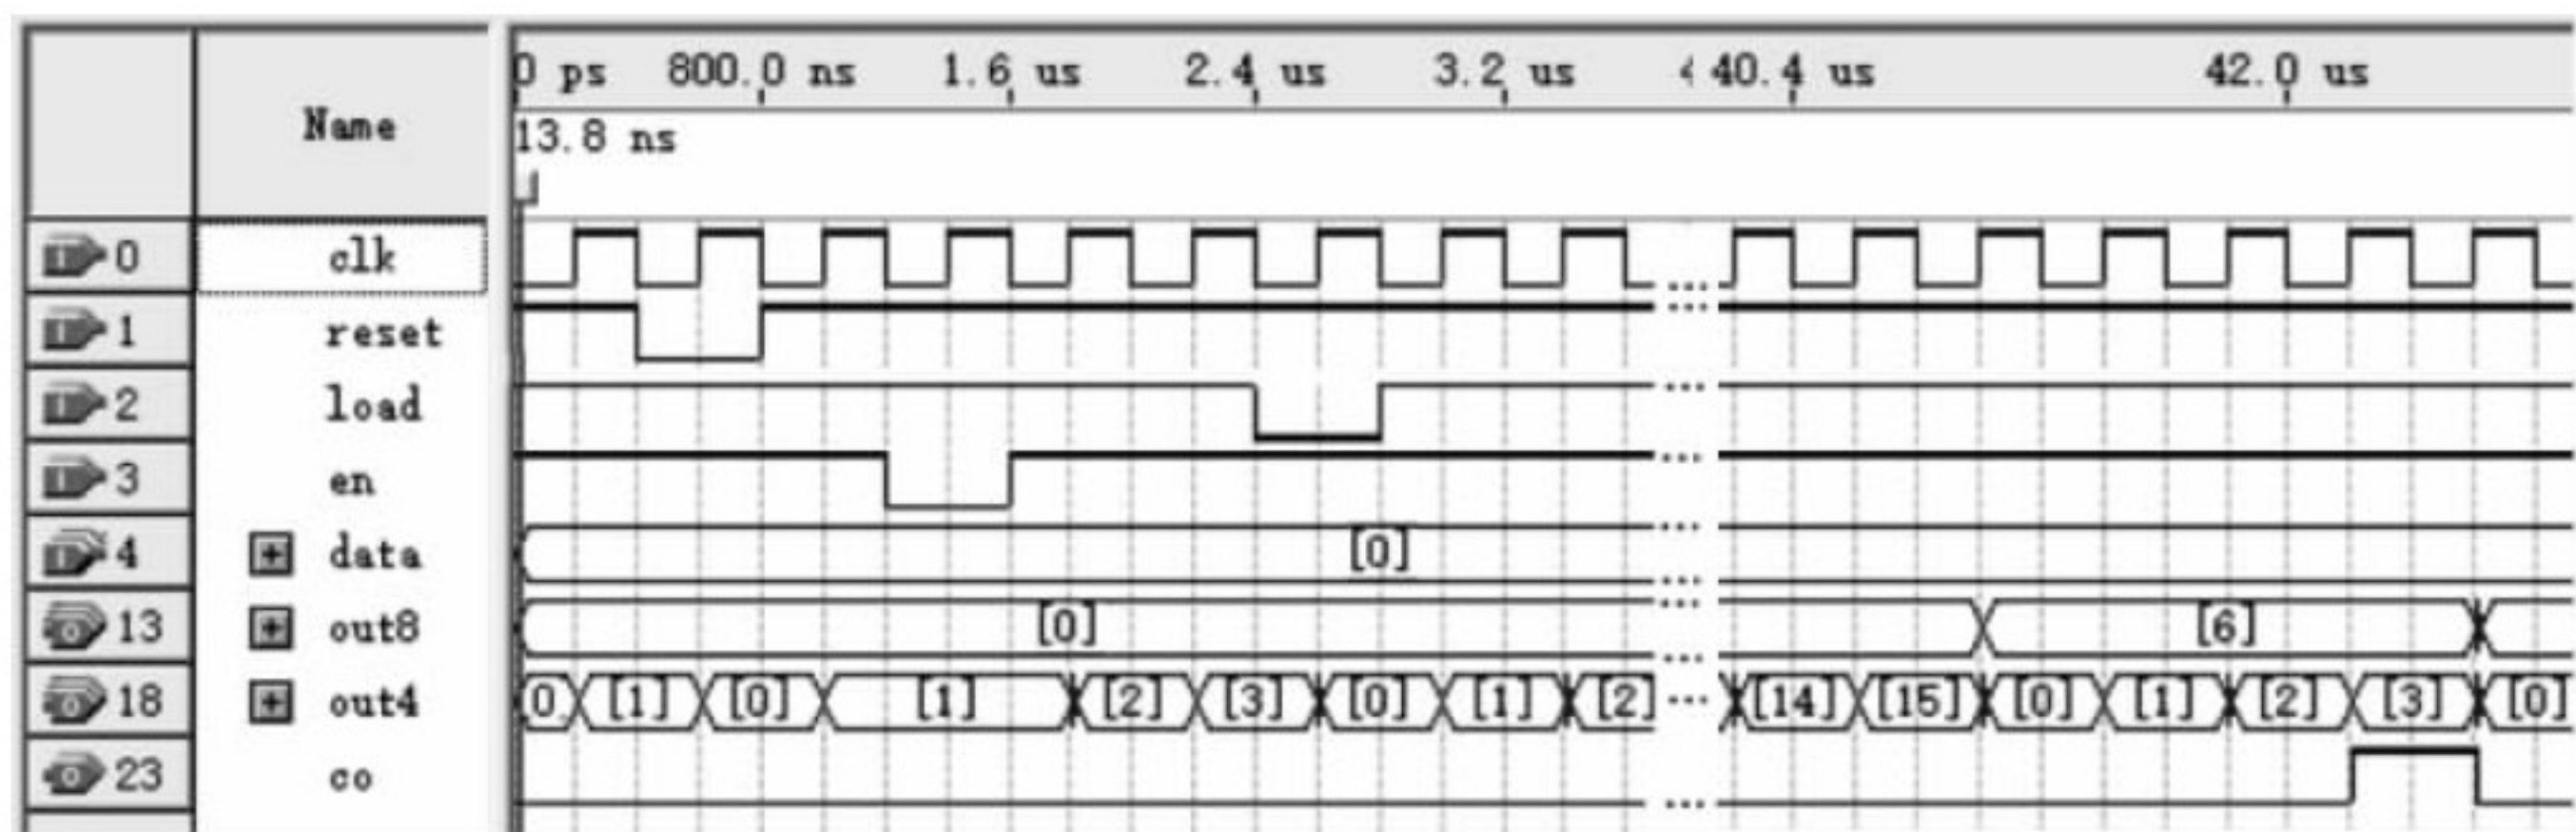 0 ps 800.0 ns 1.6 us 2.4 us 3.2 us 40.4 us 42.0 us
Name
13.8 ns
0 clk
1 reset
2 load
3 en
4 data [0]
13 out8 [0] [6]
18 out4 0 [1] [0] [1] [2] [3] [0] [1] [2] ... [14] [15] [0] [1] [2] [3] [0]
23 co